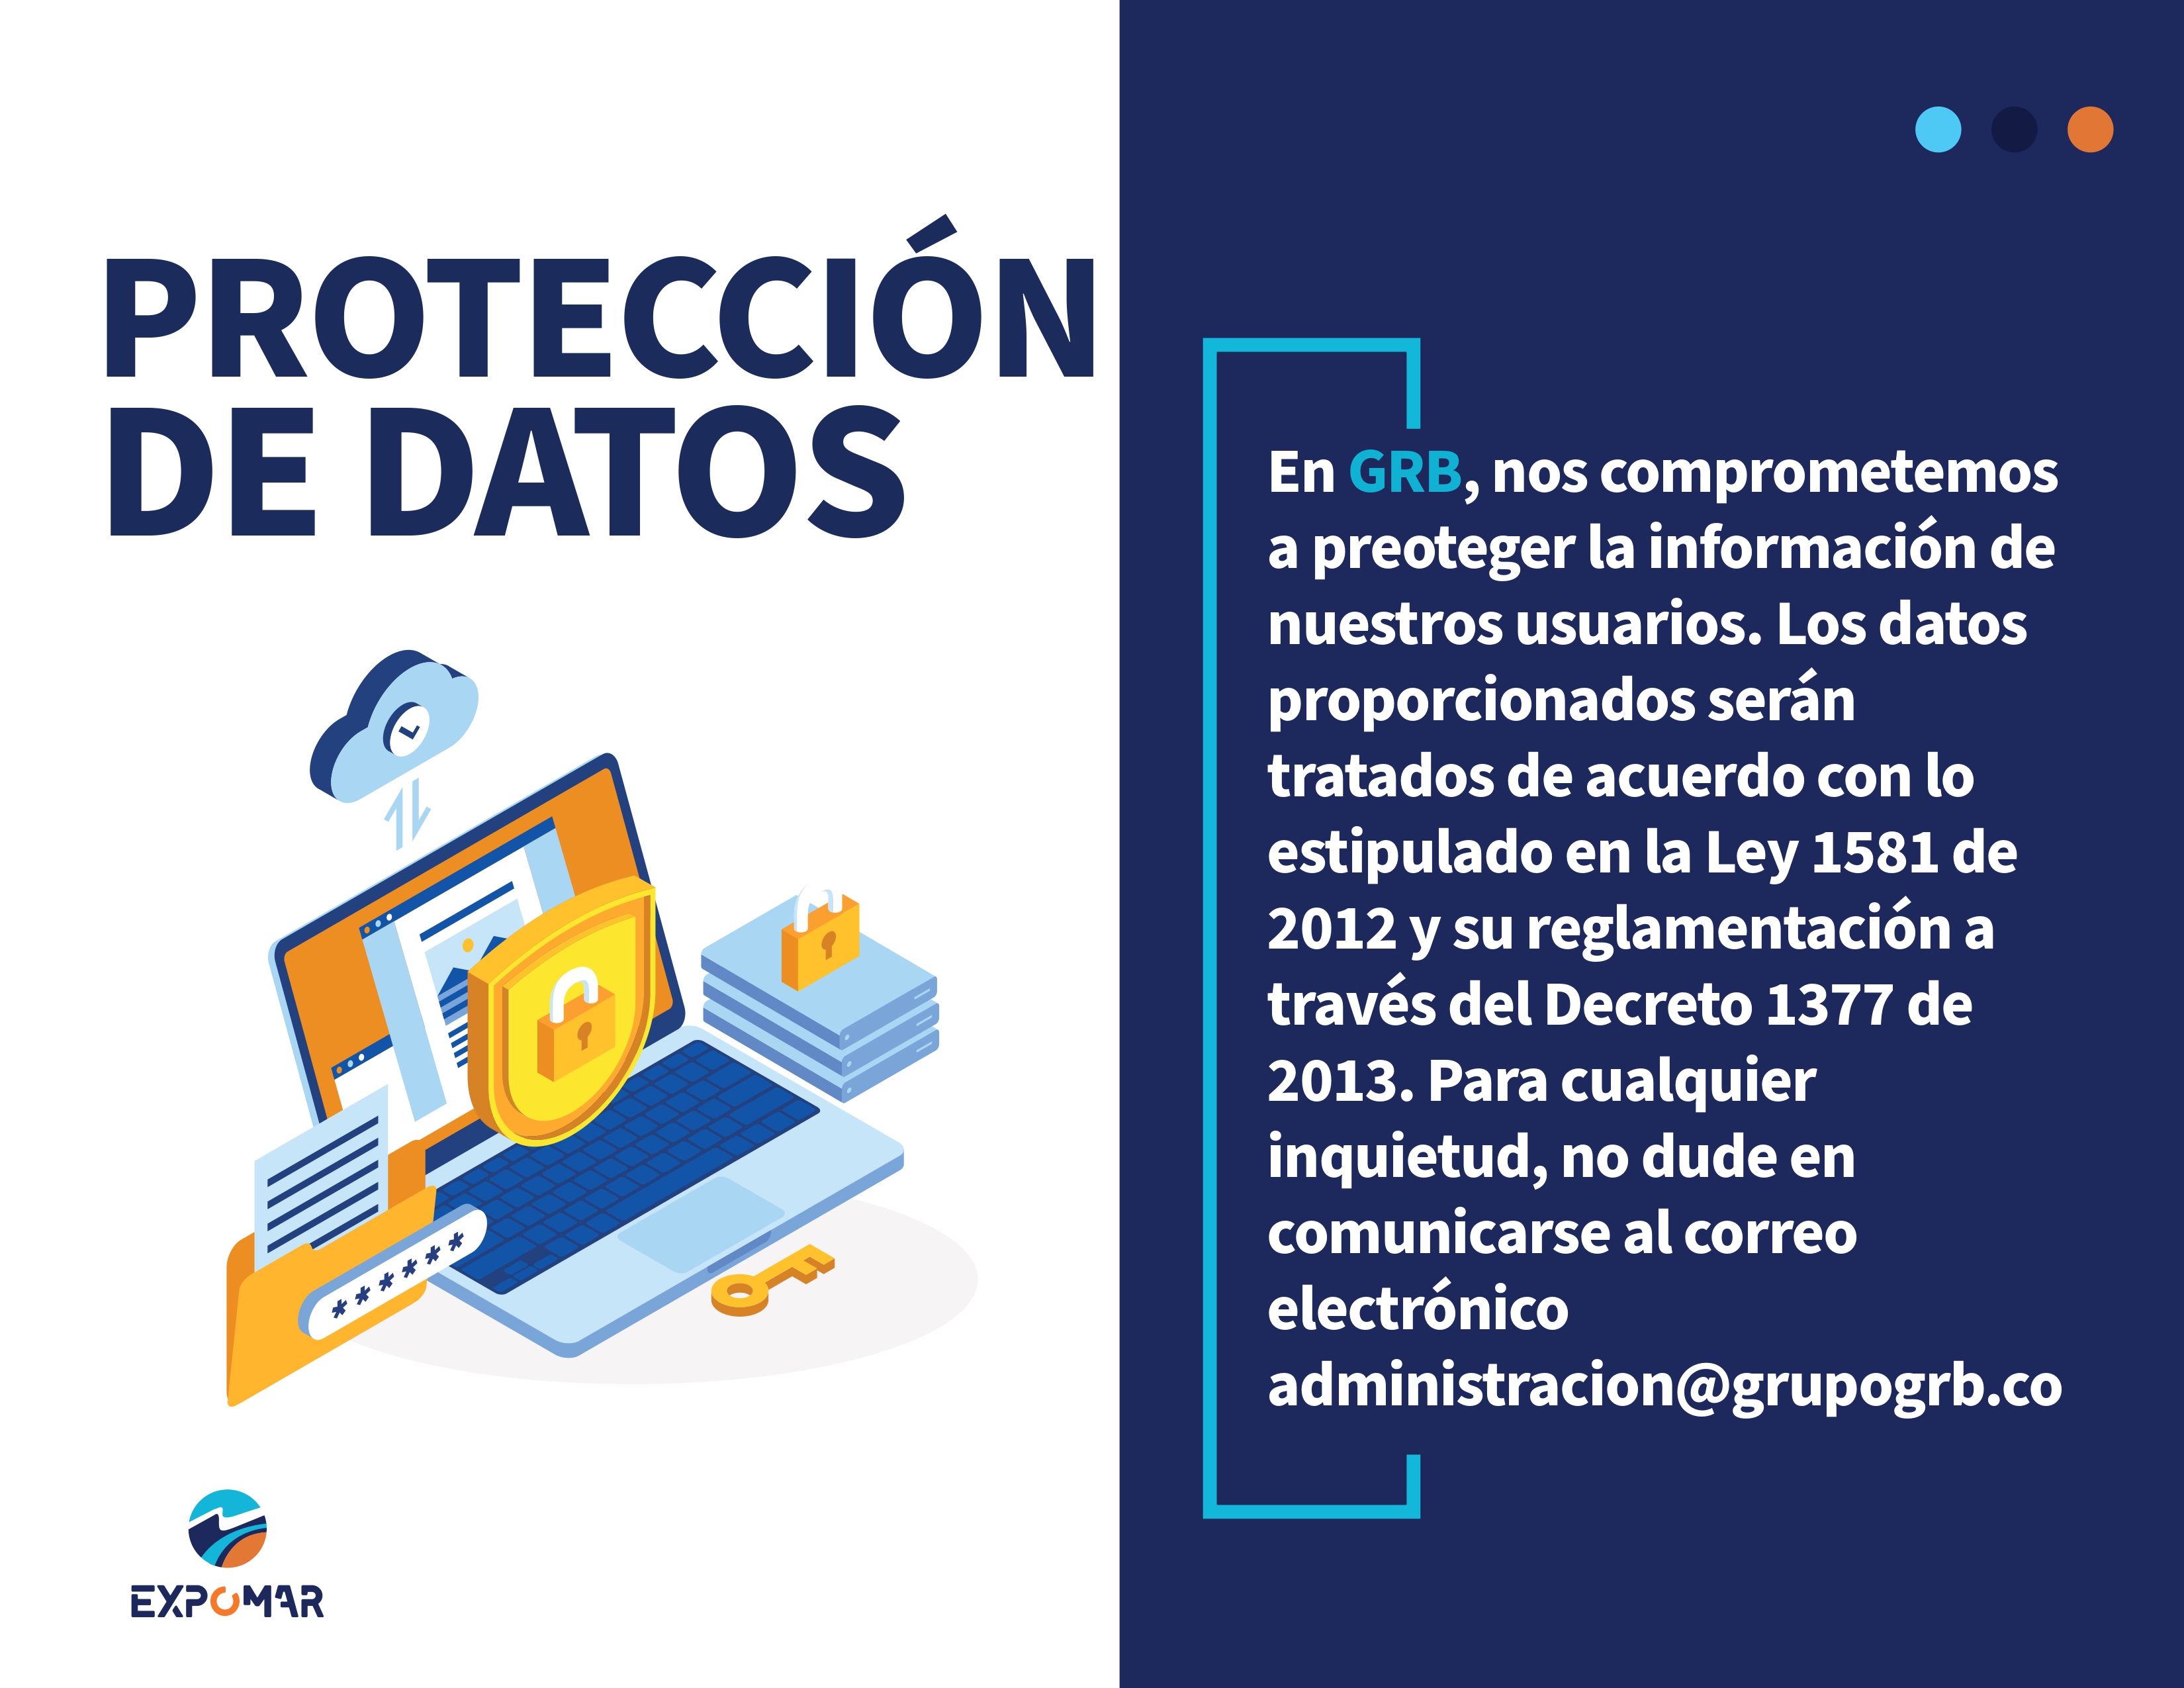 PROTECCIÓN
DE DATOS
En GRB, nos comprometemos
a preoteger la información de
nuestros usuarios. Los datos
proporcionados serán
tratados de acuerdo con lo
estipulado en la Ley 1581 de
2012 y su reglamentación a
través del Decreto 1377 de
2013. Para cualquier
inquietud, no dude en
comunicarse al correo
electrónico
administracion@grupogrb.co
******
EXPOMAR